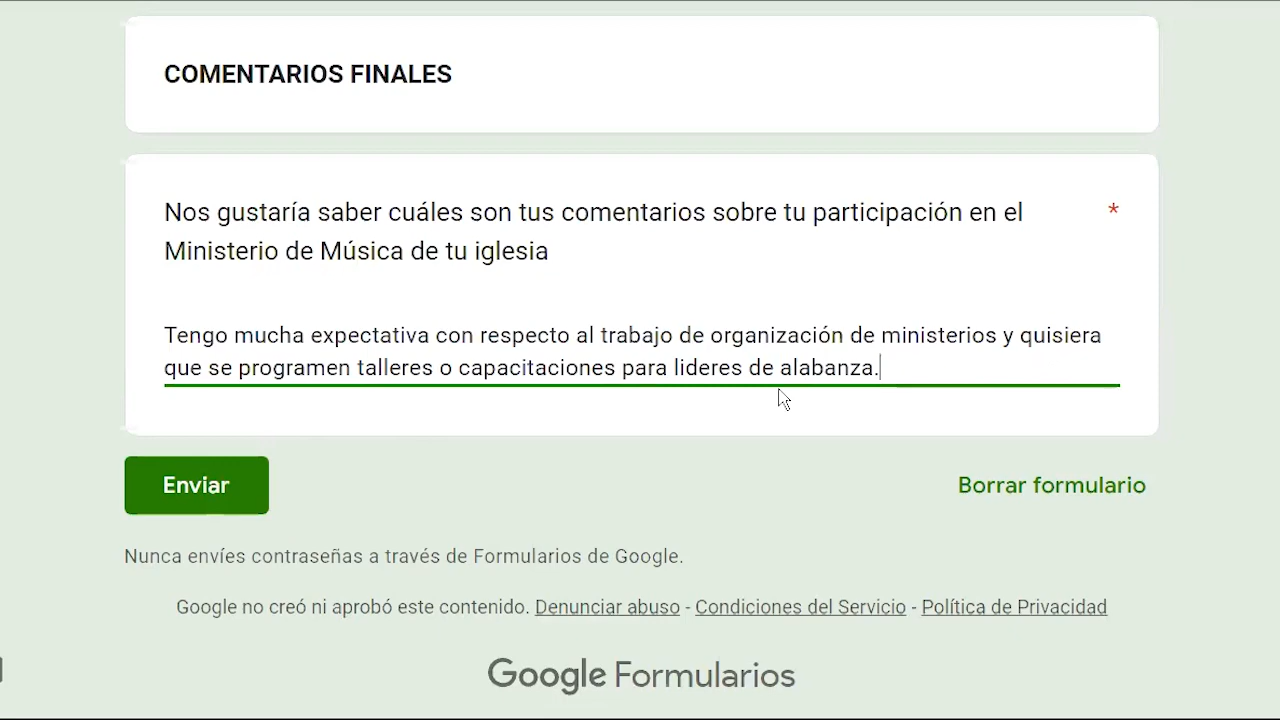 COMENTARIOS FINALES
Nos gustaría saber cuáles son tus comentarios sobre tu participación en el *
Ministerio de Música de tu iglesia
Tengo mucha expectativa con respecto al trabajo de organización de ministerios y quisiera
que se programen talleres o capacitaciones para lideres de alabanza.
Enviar
Borrar formulario
Nunca envíes contraseñas a través de Formularios de Google.
Google no creó ni aprobó este contenido. Denunciar abuso - Condiciones del Servicio - Política de Privacidad
Google Formularios